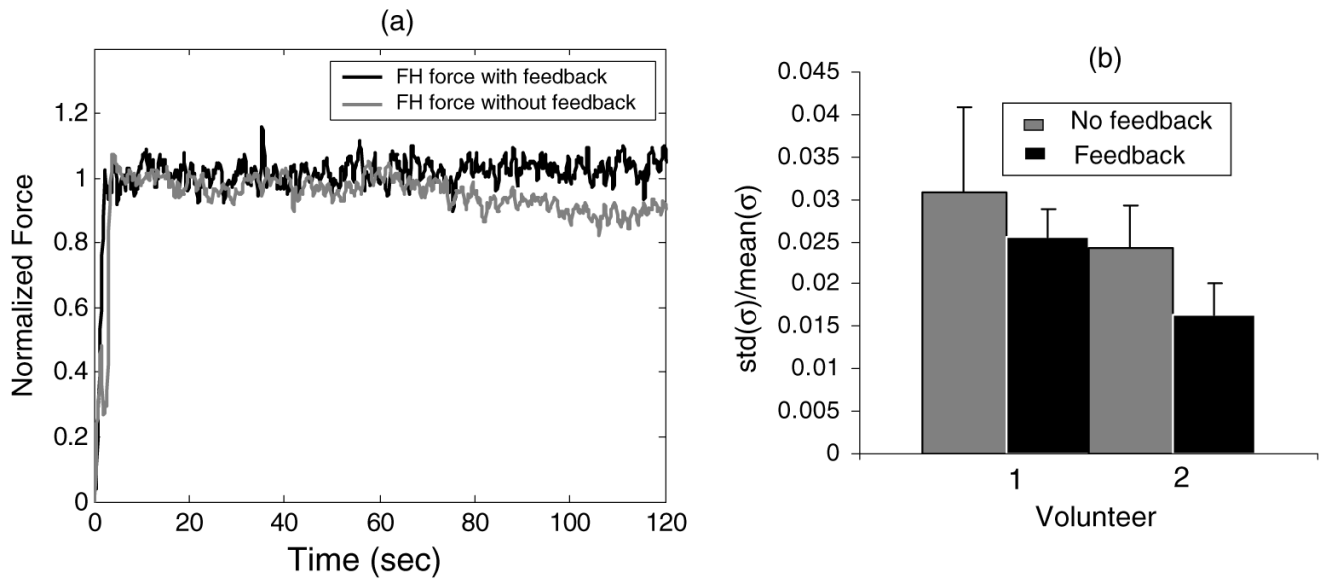 (a)
FH force with feedback
FH force without feedback
1.2
1
0.8
0.6
0.4
0.2
0
0 20 40 60 80 100 120
Normalized Force
Time (sec)
(b)
No feedback
Feedback
0.045
0.04
0.035
0.03
0.025
0.02
0.015
0.01
0.005
0
std(σ)/mean(σ)
1 2
Volunteer